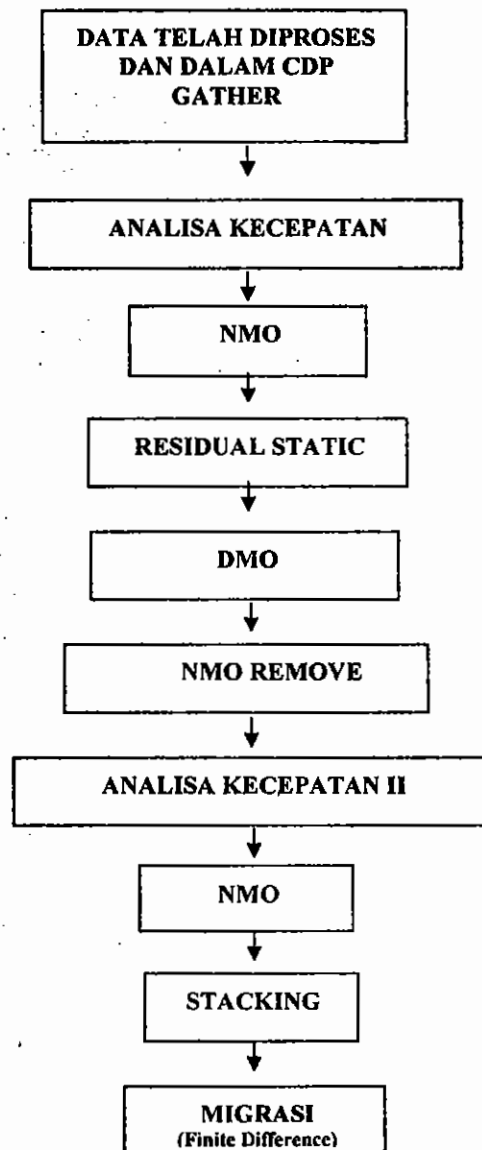 DATA TELAH DIPROSES
DAN DALAM CDP
GATHER
ANALISA KECEPATAN
NMO
RESIDUAL STATIC
DMO
NMO REMOVE
ANALISA KECEPATAN II
NMO
STACKING
MIGRASI
(Finite Difference)